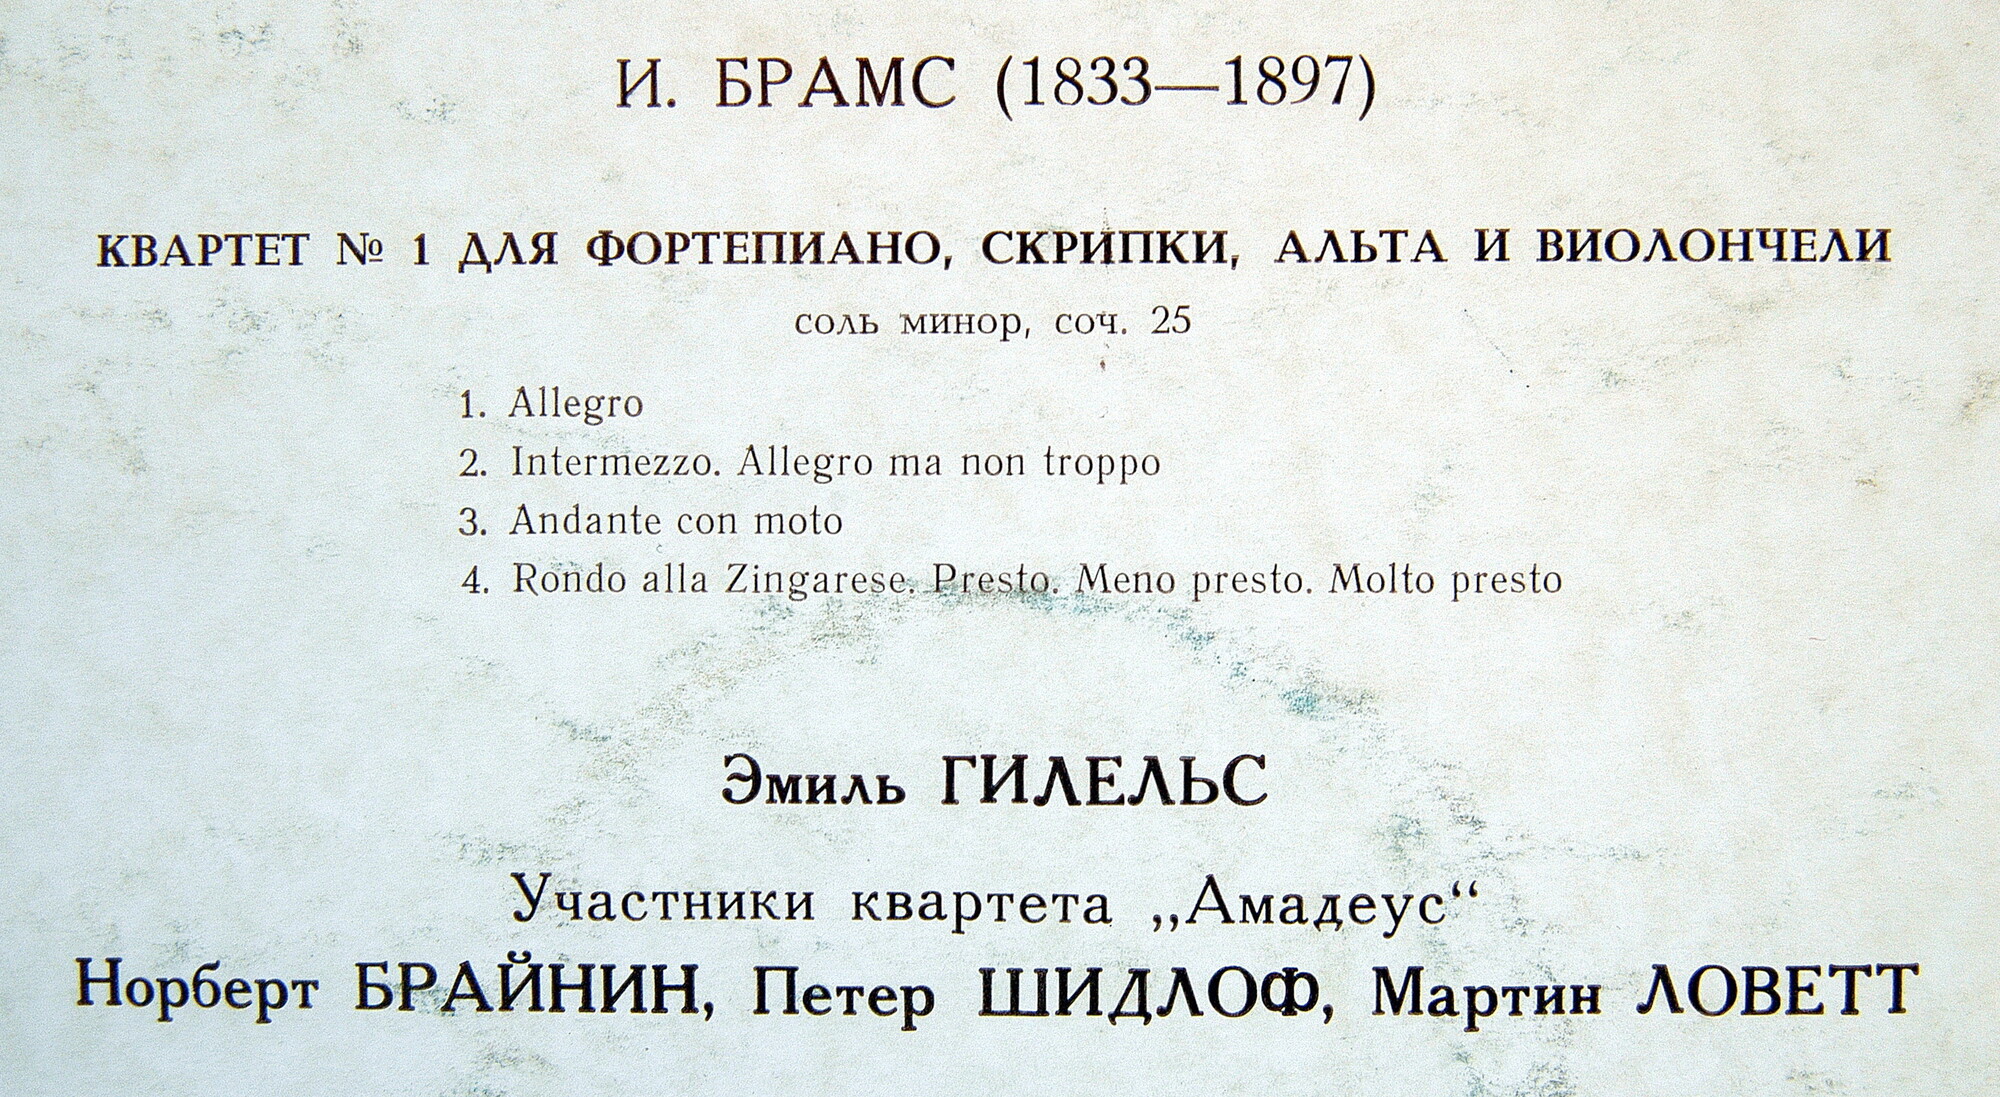 И. БРАМС (1833—1897)
КВАРТЕТ № 1 ДЛЯ ФОРТЕПИАНО, СКРИПКИ, АЛЬТА И ВИОЛОНЧЕЛИ
соль минор, соч. 25
1. Allegro
2. Intermezzo. Allegro ma non troppo
3. Andante con moto
4. Rondo alla Zingarese. Presto. Meno presto. Molto presto
Эмиль ГИЛЕЛЬС
Участники квартета „Амадеус“
Норберт БРАЙНИН, Петер ШИДЛОФ, Мартин ЛОВЕТТ